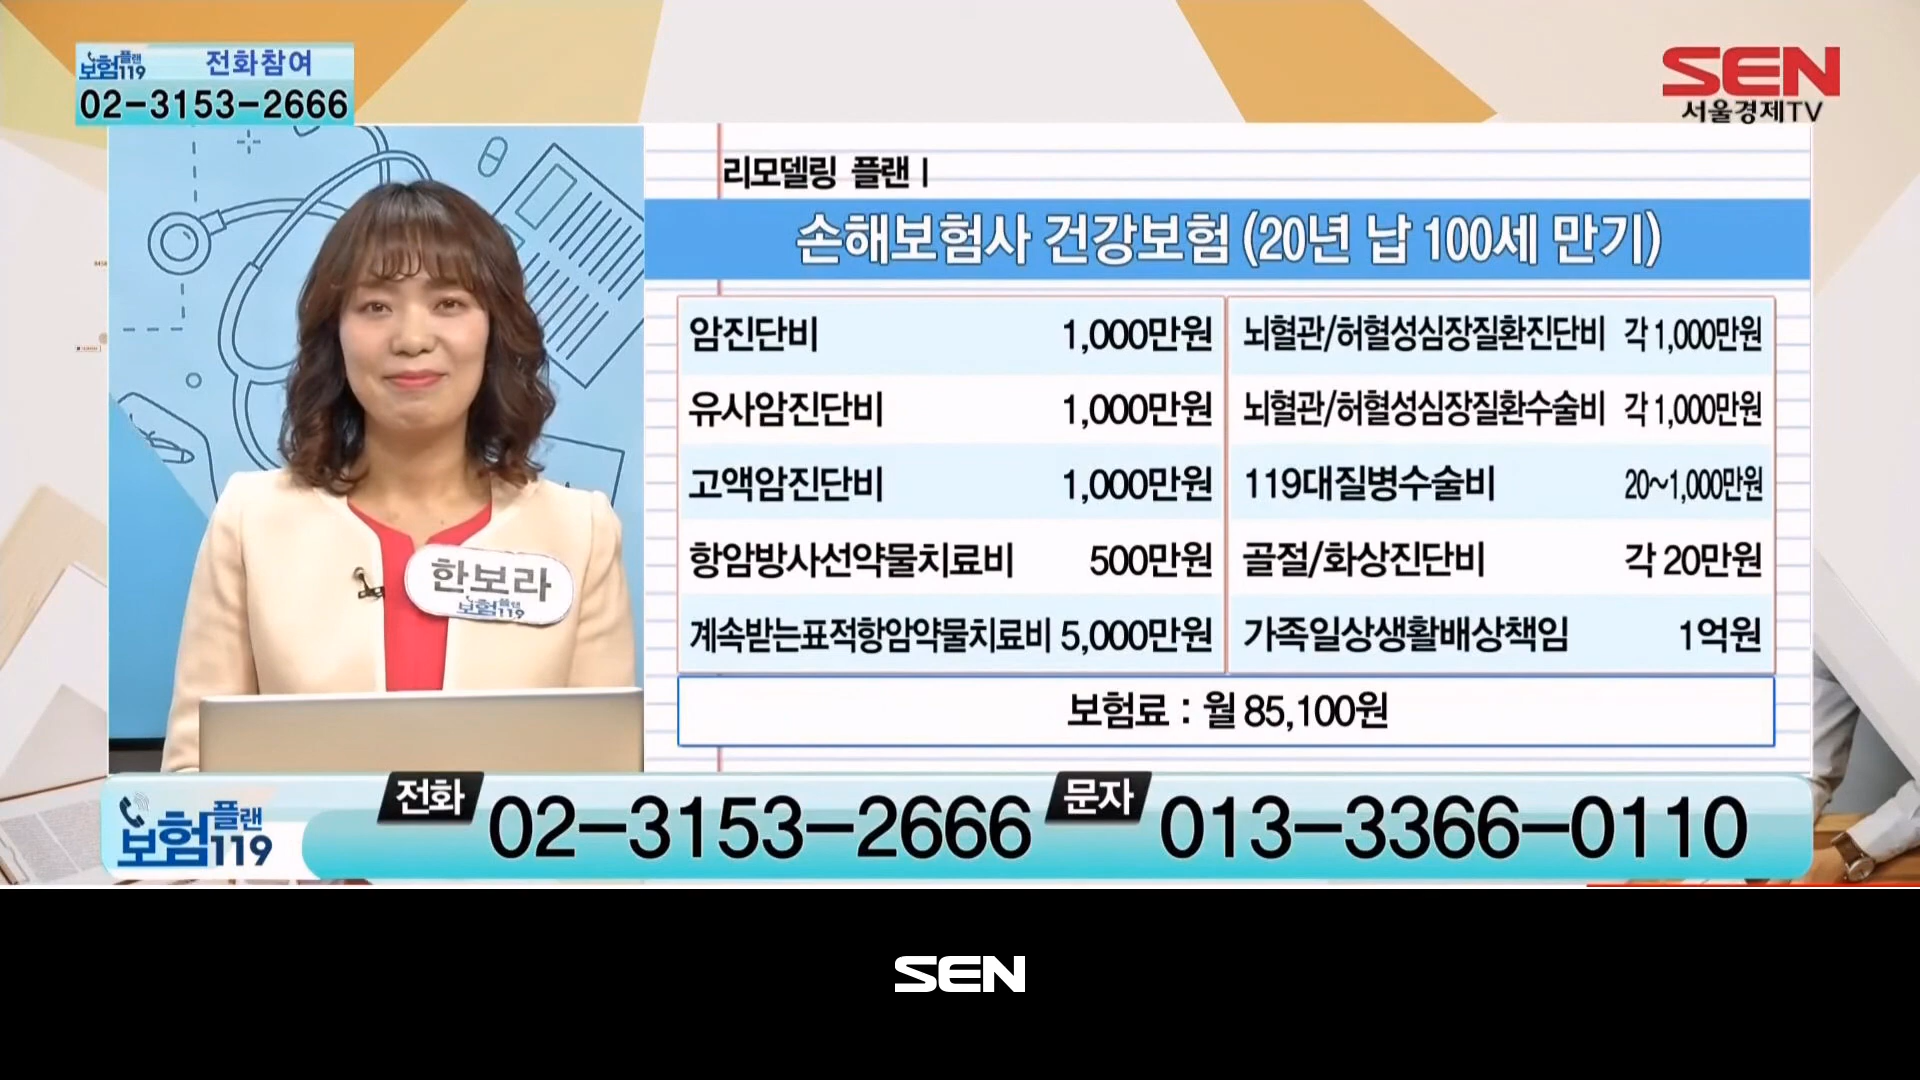 보험플랜119 전화참여
02-3153-2666
SEN
서울경제TV
리모델링 플랜 I
손해보험사 건강보험 (20년 납 100세 만기)
암진단비 1,000만원
유사암진단비 1,000만원
고액암진단비 1,000만원
항암방사선약물치료비 500만원
계속받는표적항암약물치료비 5,000만원
뇌혈관/허혈성심장질환진단비 각 1,000만원
뇌혈관/허혈성심장질환수술비 각 1,000만원
119대질병수술비 20~1,000만원
골절/화상진단비 각 20만원
가족일상생활배상책임 1억원
보험료 : 월 85,100원
한보라
보험플랜119
보험플랜119
전화 02-3153-2666 문자 013-3366-0110
SEN